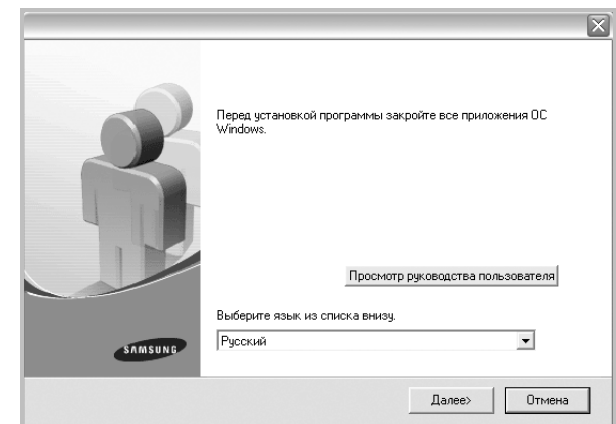 Перед установкой программы закройте все приложения ОС
Windows.
Просмотр руководства пользователя
Выберите язык из списка внизу.
SAMSUNG
Русский
Далее>
Отмена